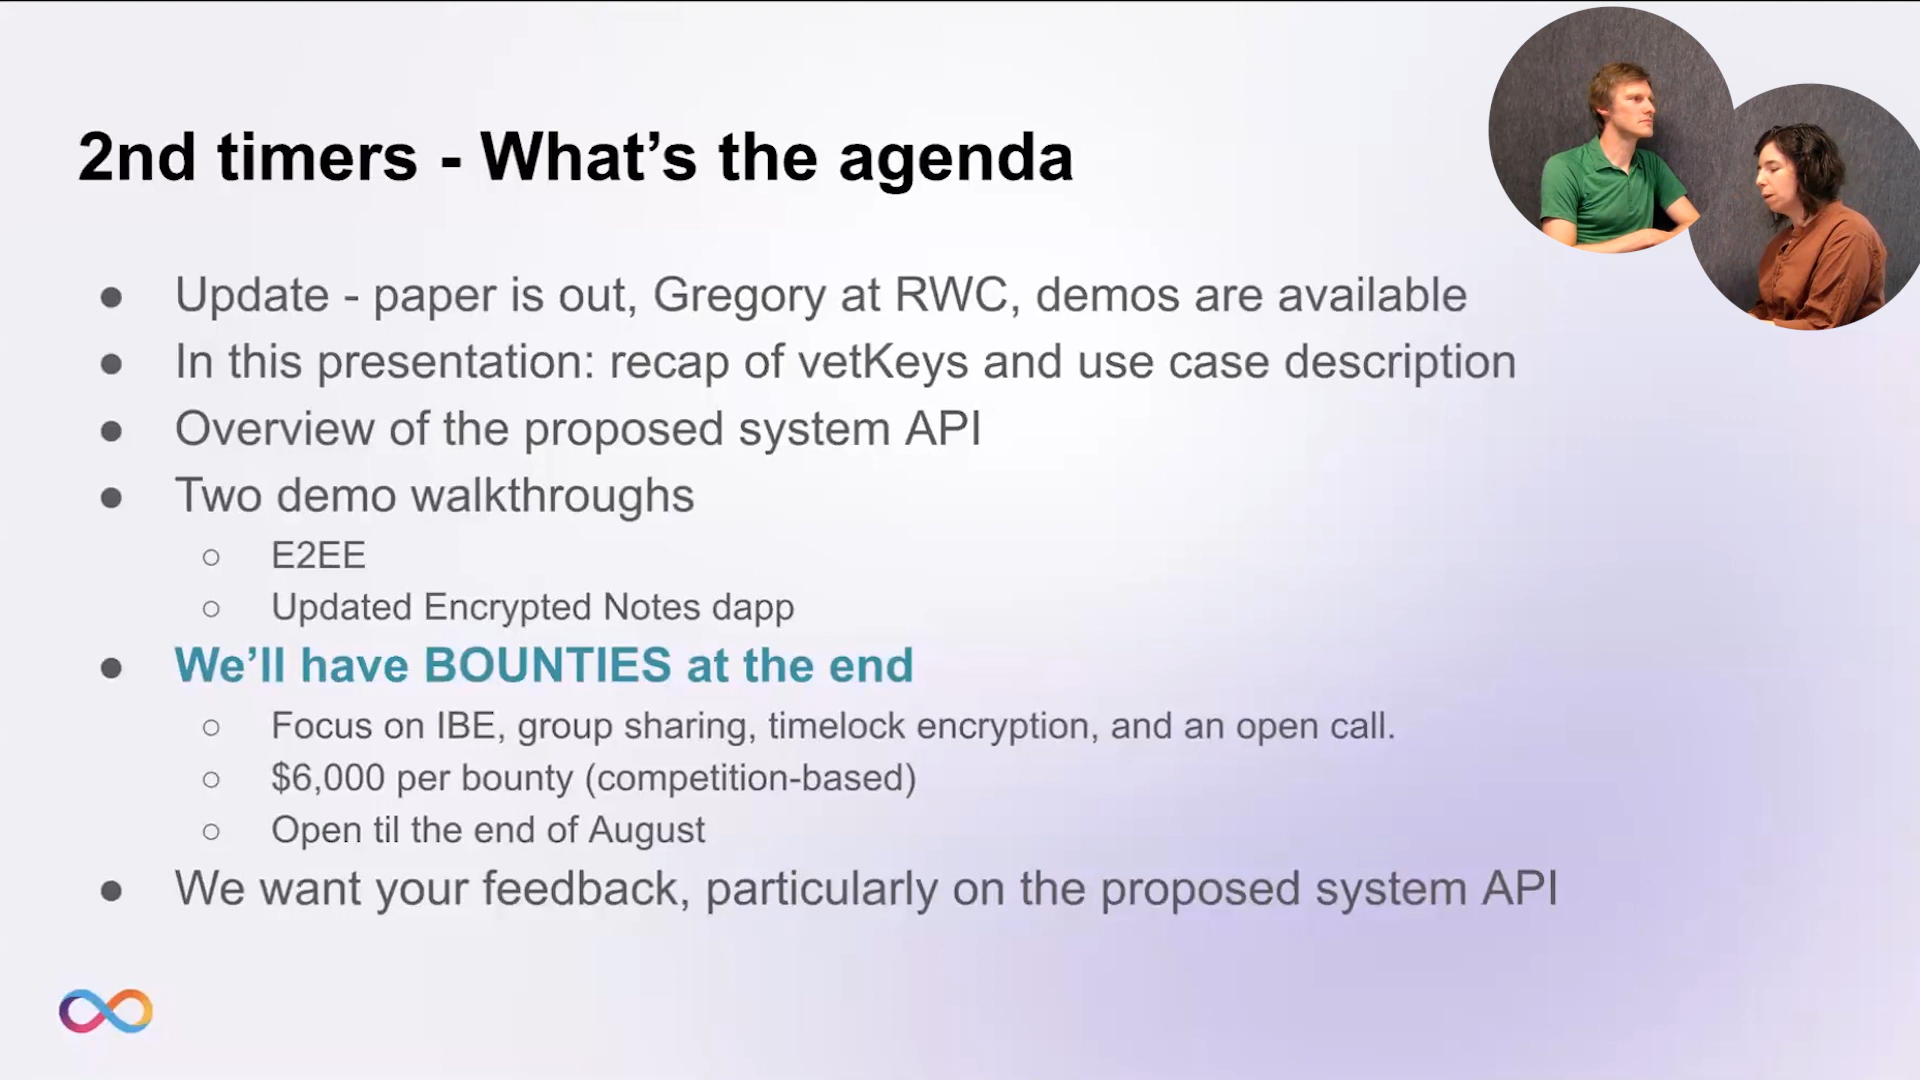 2nd timers - What’s the agenda
● Update - paper is out, Gregory at RWC, demos are available
● In this presentation: recap of vetKeys and use case description
● Overview of the proposed system API
● Two demo walkthroughs
○ E2EE
○ Updated Encrypted Notes dapp
● We’ll have BOUNTIES at the end
○ Focus on IBE, group sharing, timelock encryption, and an open call.
○ $6,000 per bounty (competition-based)
○ Open til the end of August
● We want your feedback, particularly on the proposed system API